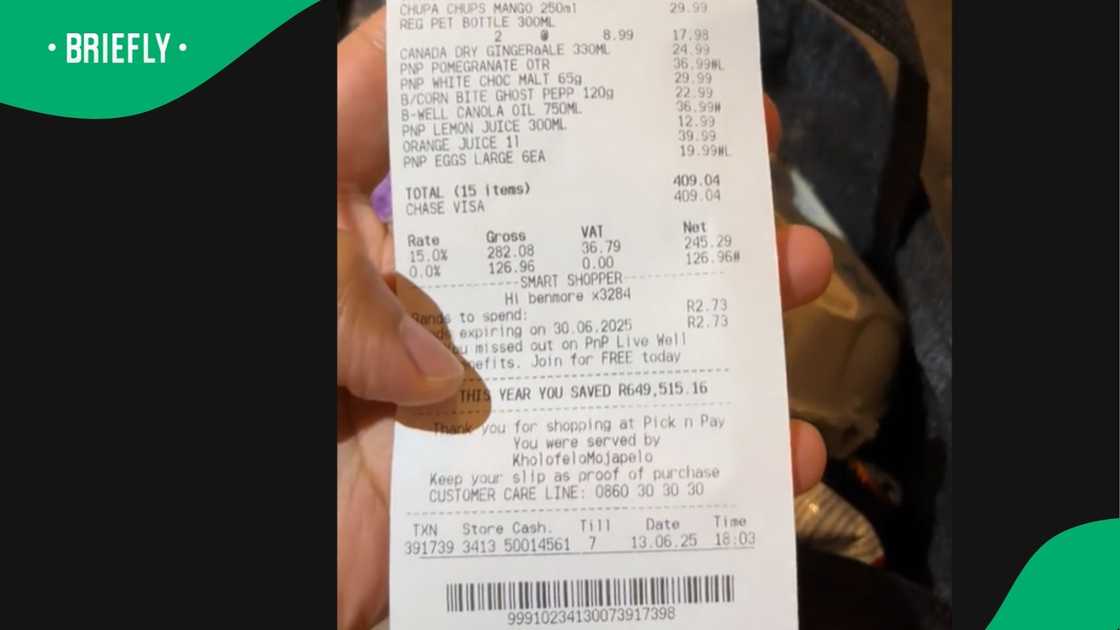 • BRIEFLY •
CHUPA CHUPS MANGO 250ml 29.99
REG PET BOTTLE 300ML
2 @ 8.99 17.98
CANADA DRY GINGER&ALE 330ML 24.99
PNP POMEGRANATE QTR 36.99#L
PNP WHITE CHOC MALT 65g 29.99
B/CORN BITE GHOST PEPP 120g 22.99
B-WELL CANOLA OIL 750ML 36.99#
PNP LEMON JUICE 300ML 12.99
ORANGE JUICE 1l 39.99
PNP EGGS LARGE 6EA 19.99#L
TOTAL (15 items) 409.04
CHASE VISA 409.04
Rate Gross VAT Net
15.0% 282.08 36.79 245.29
0.0% 126.96 0.00 126.96#
SMART SHOPPER
Hi benmore x3284
Rands to spend: R2.73
expiring on 30.06.2025 R2.73
You missed out on PnP Live Well
Join for FREE today
THIS YEAR YOU SAVED R649,515.16
Thank you for shopping at Pick n Pay
You were served by
KholofeloMojapelo
Keep your slip as proof of purchase
CUSTOMER CARE LINE: 0860 30 30 30
TXN Store Cash. Till Date Time
391739 3413 50014561 7 13.06.25 18:03
99910234130073917398